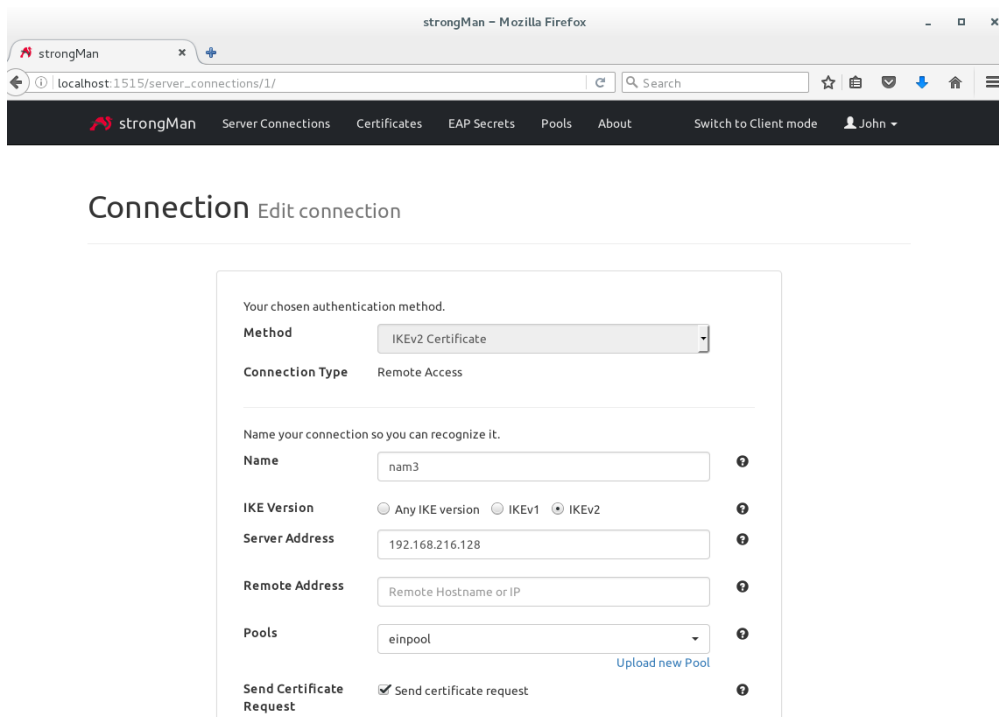 strongMan - Mozilla Firefox
strongMan
localhost:1515/server_connections/1/
Search
strongMan Server Connections Certificates EAP Secrets Pools About Switch to Client mode John
Connection Edit connection
Your chosen authentication method.
Method IKEv2 Certificate
Connection Type Remote Access
Name your connection so you can recognize it.
Name nam3
IKE Version Any IKE version IKEv1 IKEv2
Server Address 192.168.216.128
Remote Address Remote Hostname or IP
Pools einpool
Upload new Pool
Send Certificate Send certificate request
Request